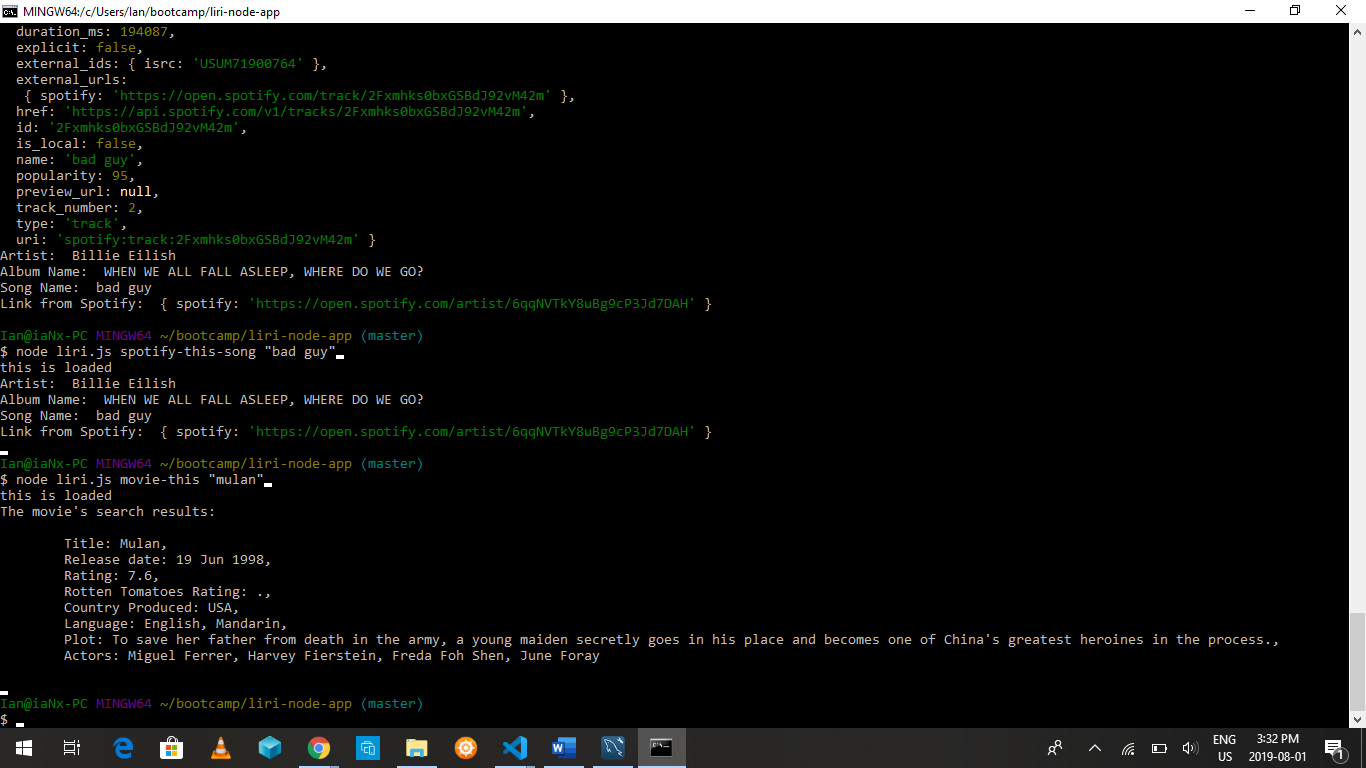 MINGW64:/c/Users/Ian/bootcamp/liri-node-app
duration_ms: 194087,
explicit: false,
external_ids: { isrc: 'USUM71900764' },
external_urls:
{ spotify: 'https://open.spotify.com/track/2Fxmhks0bxGSBdJ92vM42m' },
href: 'https://api.spotify.com/v1/tracks/2Fxmhks0bxGSBdJ92vM42m',
id: '2Fxmhks0bxGSBdJ92vM42m',
is_local: false,
name: 'bad guy',
popularity: 95,
preview_url: null,
track_number: 2,
type: 'track',
uri: 'spotify:track:2Fxmhks0bxGSBdJ92vM42m' }
Artist:  Billie Eilish
Album Name:  WHEN WE ALL FALL ASLEEP, WHERE DO WE GO?
Song Name:  bad guy
Link from Spotify:  { spotify: 'https://open.spotify.com/artist/6qqNVTkY8uBg9cP3Jd7DAH' }
Ian@iaNx-PC MINGW64 ~/bootcamp/liri-node-app (master)
$ node liri.js spotify-this-song "bad guy"
this is loaded
Artist:  Billie Eilish
Album Name:  WHEN WE ALL FALL ASLEEP, WHERE DO WE GO?
Song Name:  bad guy
Link from Spotify:  { spotify: 'https://open.spotify.com/artist/6qqNVTkY8uBg9cP3Jd7DAH' }
Ian@iaNx-PC MINGW64 ~/bootcamp/liri-node-app (master)
$ node liri.js movie-this "mulan"
this is loaded
The movie's search results:
Title: Mulan,
Release date: 19 Jun 1998,
Rating: 7.6,
Rotten Tomatoes Rating: .,
Country Produced: USA,
Language: English, Mandarin,
Plot: To save her father from death in the army, a young maiden secretly goes in his place and becomes one of China's greatest heroines in the process.,
Actors: Miguel Ferrer, Harvey Fierstein, Freda Foh Shen, June Foray
Ian@iaNx-PC MINGW64 ~/bootcamp/liri-node-app (master)
$
ENG
US
3:32 PM
2019-08-01
1